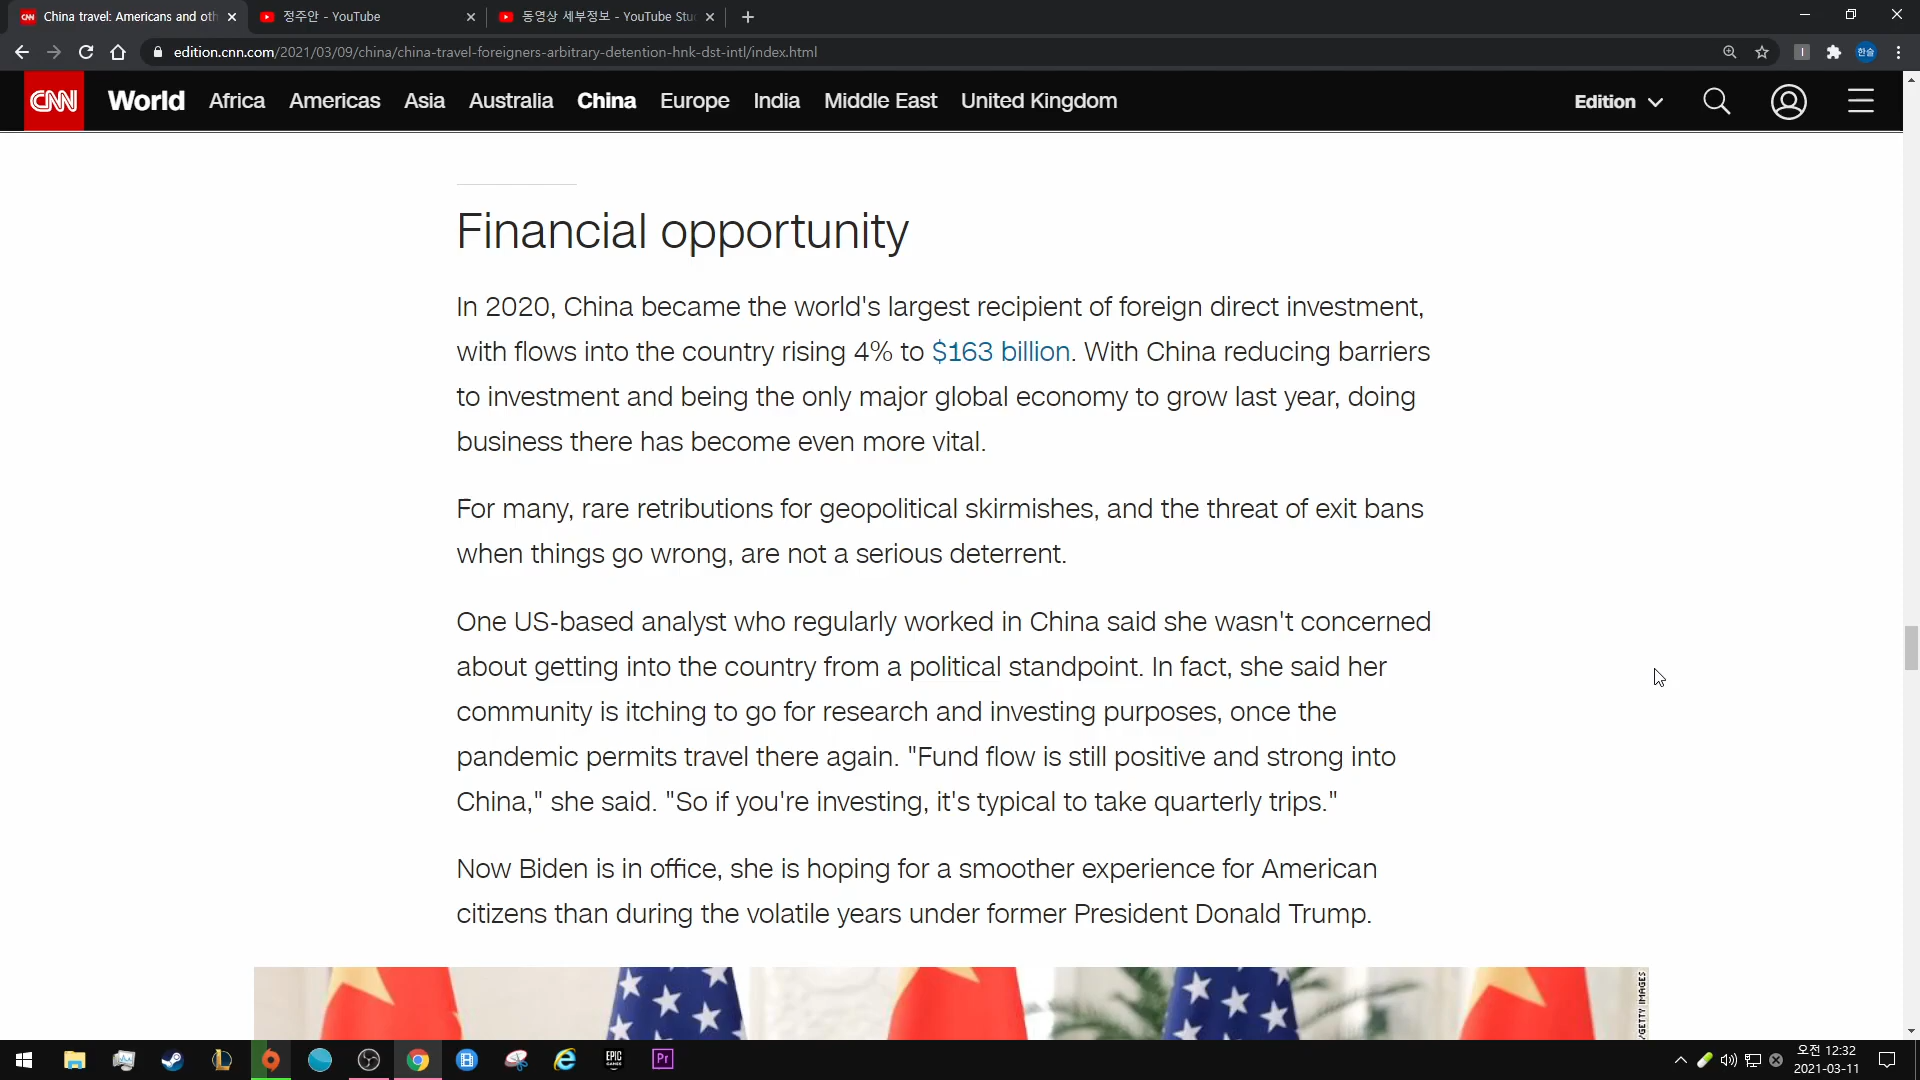 China travel: Americans and oth
정주안 - YouTube
동영상 세부정보 - YouTube Stu
edition.cnn.com/2021/03/09/china/china-travel-foreigners-arbitrary-detention-hnk-dst-intl/index.html
한슬
CNN World Africa Americas Asia Australia China Europe India Middle East United Kingdom Edition
Financial opportunity
In 2020, China became the world's largest recipient of foreign direct investment,
with flows into the country rising 4% to $163 billion. With China reducing barriers
to investment and being the only major global economy to grow last year, doing
business there has become even more vital.
For many, rare retributions for geopolitical skirmishes, and the threat of exit bans
when things go wrong, are not a serious deterrent.
One US-based analyst who regularly worked in China said she wasn't concerned
about getting into the country from a political standpoint. In fact, she said her
community is itching to go for research and investing purposes, once the
pandemic permits travel there again. "Fund flow is still positive and strong into
China," she said. "So if you're investing, it's typical to take quarterly trips."
Now Biden is in office, she is hoping for a smoother experience for American
citizens than during the volatile years under former President Donald Trump.
/GETTY IMAGES
EPIC
GAMES
Pr
오전 12:32
2021-03-11